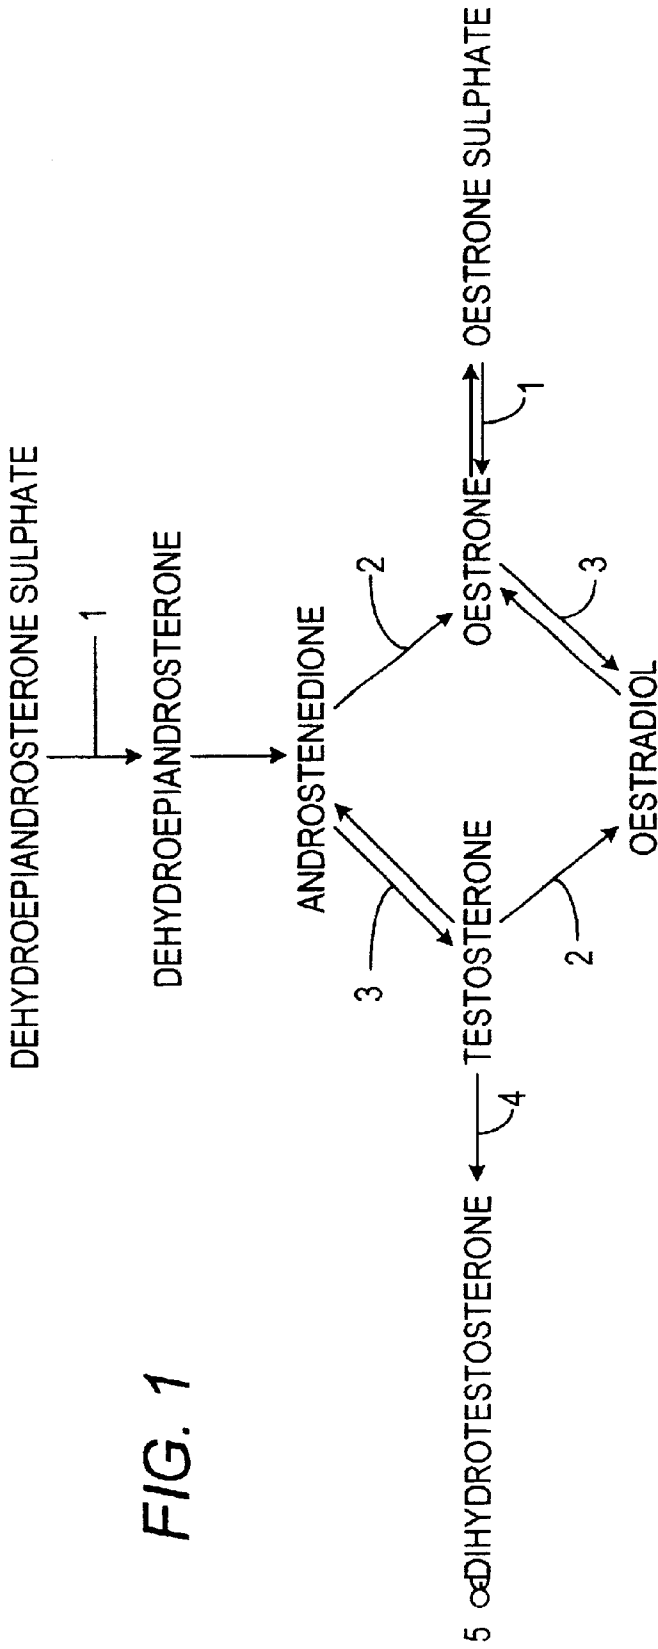 FIG. 1
DEHYDROEPIANDROSTERONE SULPHATE
1
DEHYDROEPIANDROSTERONE
ANDROSTENEDIONE
3
2
5 αDIHYDROTESTOSTERONE
4
TESTOSTERONE
OESTRONE
1
OESTRONE SULPHATE
2
3
OESTRADIOL